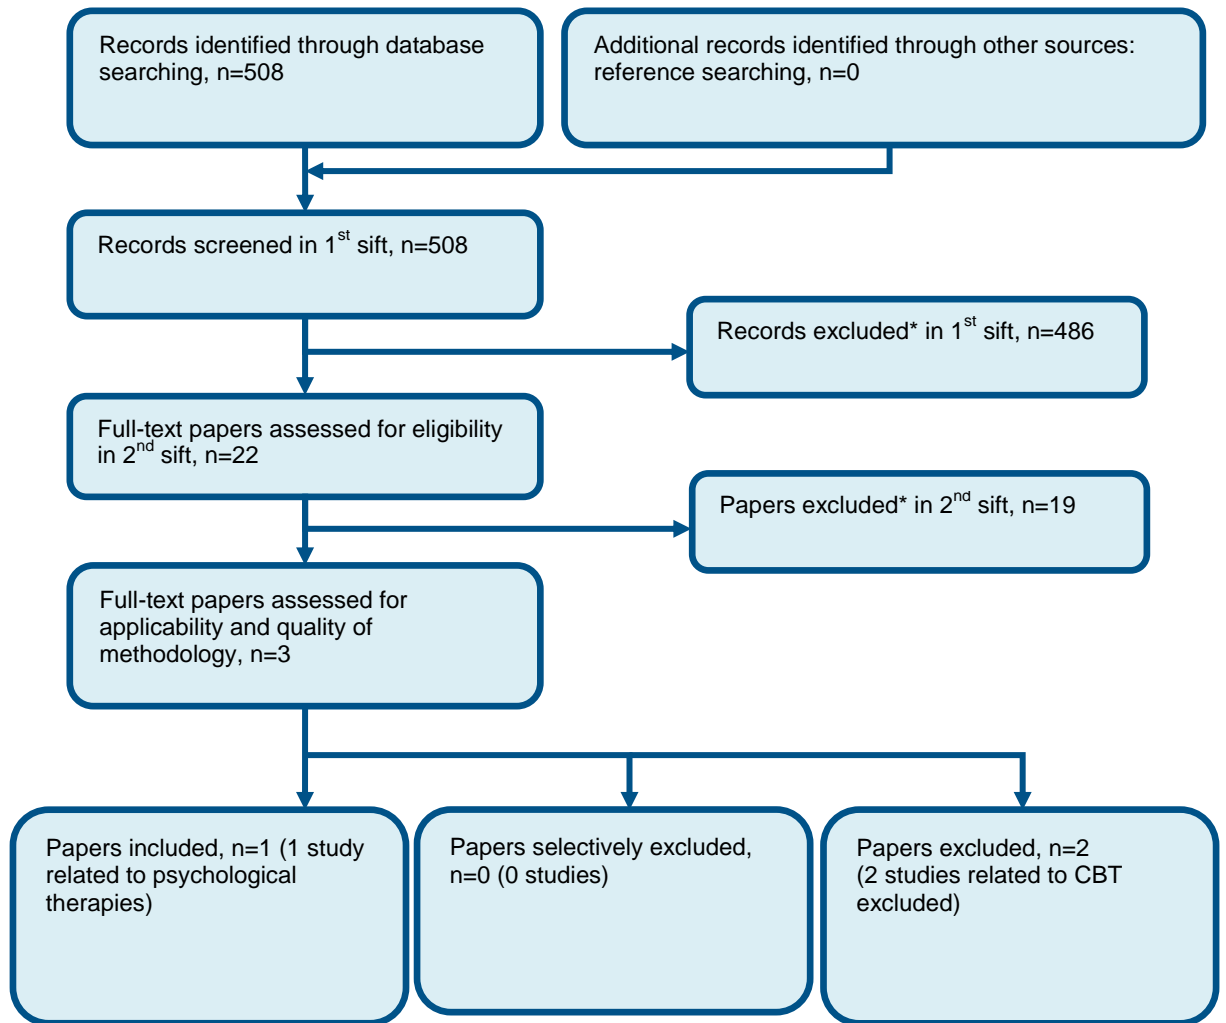 Records identified through database
searching, n=508
Additional records identified through other sources:
reference searching, n=0
Records screened in 1st sift, n=508
Records excluded* in 1st sift, n=486
Full-text papers assessed for eligibility
in 2nd sift, n=22
Papers excluded* in 2nd sift, n=19
Full-text papers assessed for
applicability and quality of
methodology, n=3
Papers included, n=1 (1 study
related to psychological
therapies)
Papers selectively excluded,
n=0 (0 studies)
Papers excluded, n=2
(2 studies related to CBT
excluded)